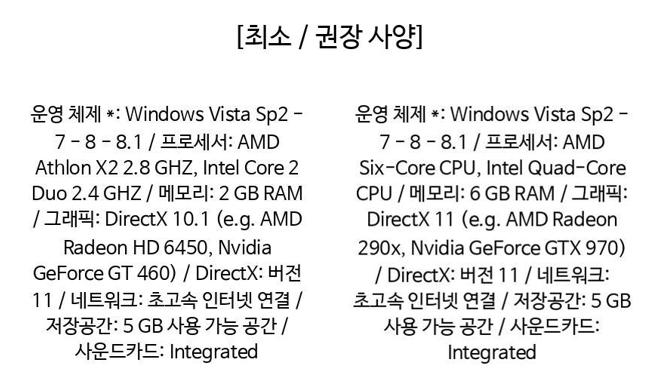 [최소 / 권장 사양]
운영 체제 *: Windows Vista Sp2 -
7 - 8 - 8.1 / 프로세서: AMD
Athlon X2 2.8 GHZ, Intel Core 2
Duo 2.4 GHZ / 메모리: 2 GB RAM
/ 그래픽: DirectX 10.1 (e.g. AMD
Radeon HD 6450, Nvidia
GeForce GT 460) / DirectX: 버전
11 / 네트워크: 초고속 인터넷 연결 /
저장공간: 5 GB 사용 가능 공간 /
사운드카드: Integrated
운영 체제 *: Windows Vista Sp2 -
7 - 8 - 8.1 / 프로세서: AMD
Six-Core CPU, Intel Quad-Core
CPU / 메모리: 6 GB RAM / 그래픽:
DirectX 11 (e.g. AMD Radeon
290x, Nvidia GeForce GTX 970)
/ DirectX: 버전 11 / 네트워크:
초고속 인터넷 연결 / 저장공간: 5 GB
사용 가능 공간 / 사운드카드:
Integrated